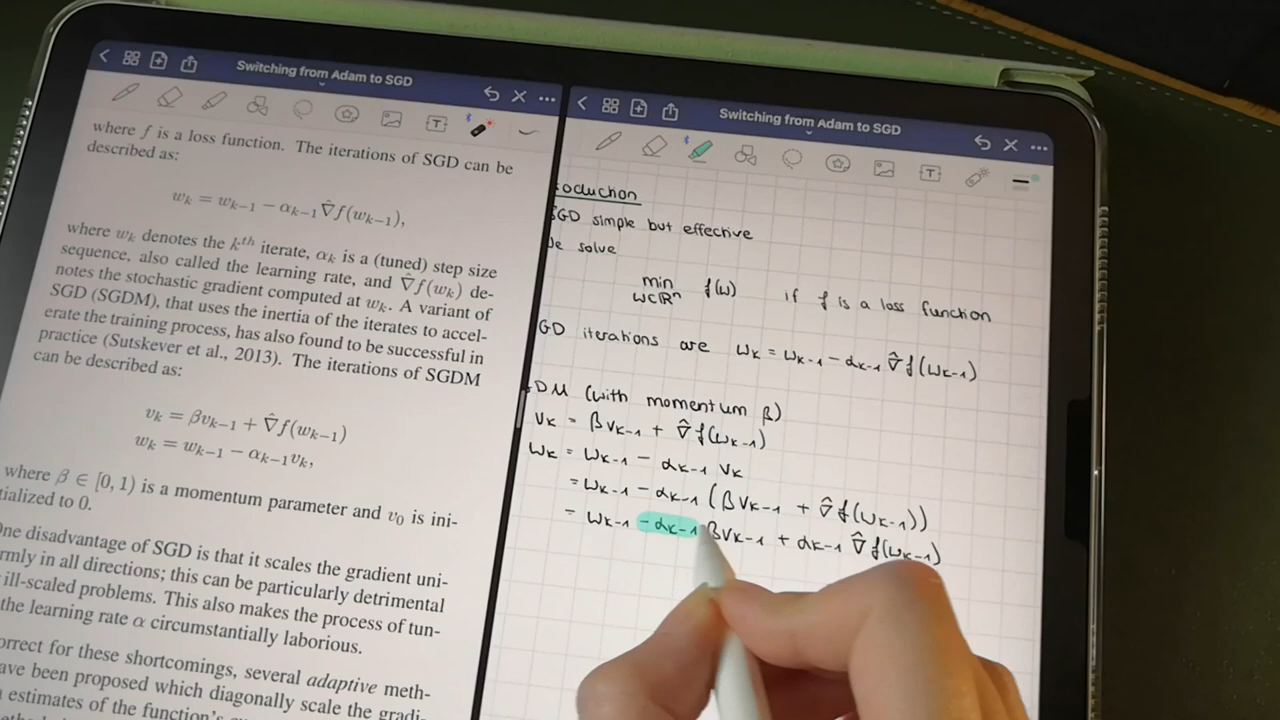 Switching from Adam to SGD
where f is a loss function. The iterations of SGD can be
described as:
w_k = w_{k−1} − α_{k−1} ∇̂f(w_{k−1}),
where w_k denotes the k^{th} iterate, α_k is a (tuned) step size
sequence, also called the learning rate, and ∇̂f(w_k) de-
notes the stochastic gradient computed at w_k. A variant of
SGD (SGDM), that uses the inertia of the iterates to accel-
erate the training process, has also found to be successful in
practice (Sutskever et al., 2013). The iterations of SGDM
can be described as:
v_k = βv_{k−1} + ∇̂f(w_{k−1})
w_k = w_{k−1} − α_{k−1}v_k,
where β ∈ [0, 1) is a momentum parameter and v_0 is ini-
tialized to 0.
One disadvantage of SGD is that it scales the gradient uni-
rmly in all directions; this can be particularly detrimental
ill-scaled problems. This also makes the process of tun-
the learning rate α circumstantially laborious.
orrect for these shortcomings, several adaptive meth-
ave been proposed which diagonally scale the gradi-
estimates of the function's
Switching from Adam to SGD
oduction
SGD simple but effective
We solve
min f(w) if f is a loss function
w∈ℝ^n
GD iterations are w_k = w_{k−1} − α_{k−1} ∇̂f(w_{k−1})
GDM (with momentum β)
v_k = βv_{k−1} + ∇̂f(w_{k−1})
w_k = w_{k−1} − α_{k−1} v_k
= w_{k−1} − α_{k−1} (βv_{k−1} + ∇̂f(w_{k−1}))
= w_{k−1} − α_{k−1} βv_{k−1} + α_{k−1} ∇̂f(w_{k−1})